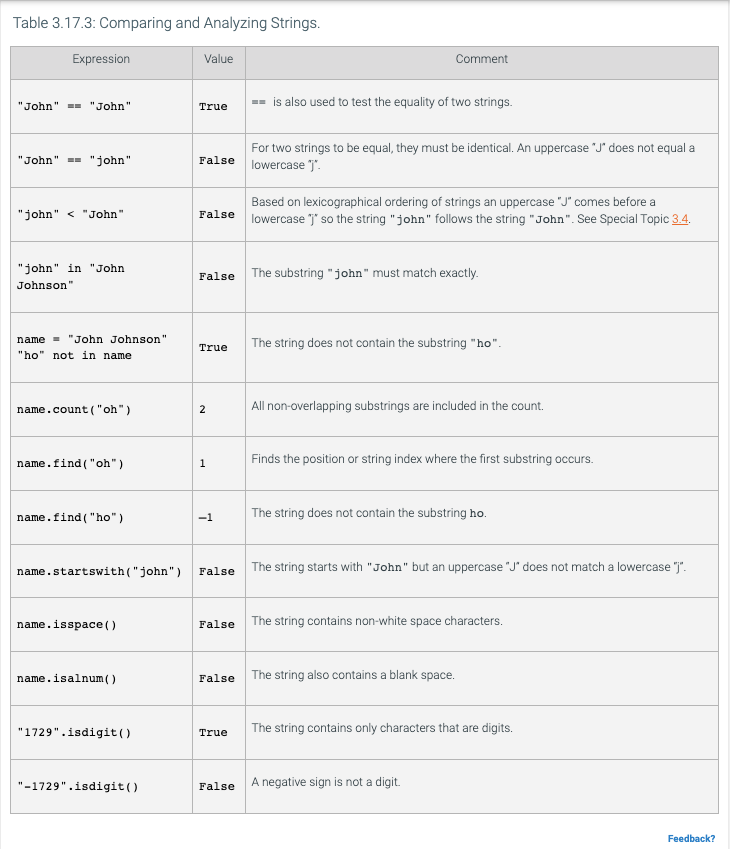 Table 3.17.3: Comparing and Analyzing Strings.
Expression Value Comment
"John" == "John" True == is also used to test the equality of two strings.
"John" == "john" False For two strings to be equal, they must be identical. An uppercase “J” does not equal a
lowercase “j”.
"john" < "John" False Based on lexicographical ordering of strings an uppercase “J” comes before a
lowercase “j” so the string "john" follows the string "John". See Special Topic 3.4.
"john" in "John
Johnson" False The substring "john" must match exactly.
name = "John Johnson"
"ho" not in name True The string does not contain the substring "ho".
name.count("oh") 2 All non-overlapping substrings are included in the count.
name.find("oh") 1 Finds the position or string index where the first substring occurs.
name.find("ho") –1 The string does not contain the substring ho.
name.startswith("john") False The string starts with "John" but an uppercase “J” does not match a lowercase “j”.
name.isspace() False The string contains non-white space characters.
name.isalnum() False The string also contains a blank space.
"1729".isdigit() True The string contains only characters that are digits.
"-1729".isdigit() False A negative sign is not a digit.
Feedback?